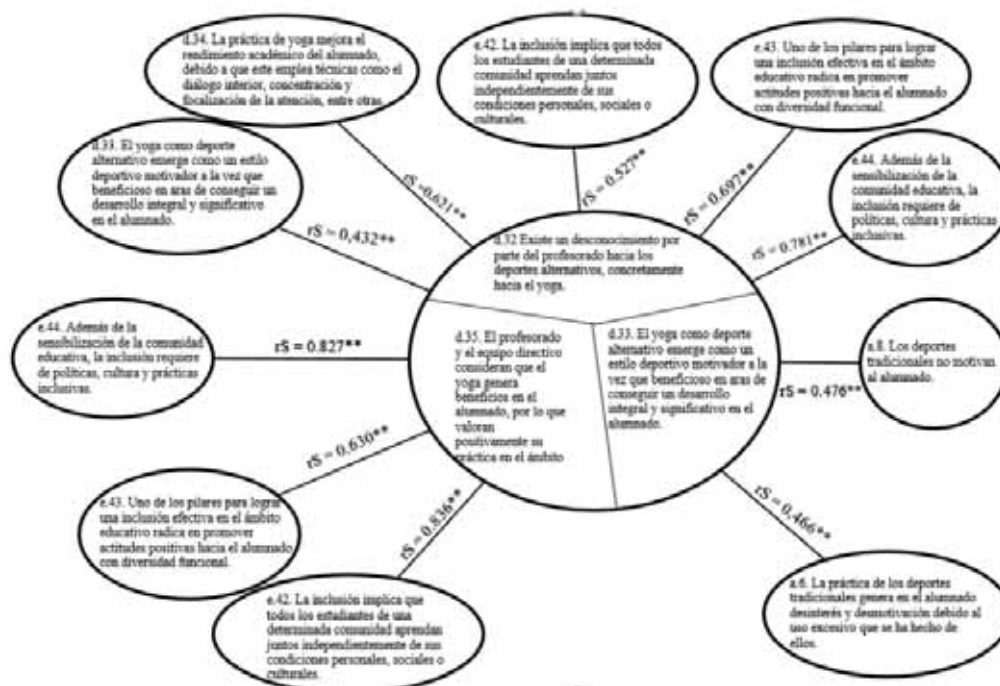 d.34. La práctica de yoga mejora el
rendimiento académico del alumnado,
debido a que este emplea técnicas como el
diálogo interior, concentración y
focalización de la atención, entre otras.
e.42. La inclusión implica que todos
los estudiantes de una determinada
comunidad aprendan juntos
independientemente de sus
condiciones personales, sociales o
culturales.
e.43. Uno de los pilares para lograr
una inclusión efectiva en el ámbito
educativo radica en promover
actitudes positivas hacia el alumnado
con diversidad funcional.
d.33. El yoga como deporte
alternativo emerge como un estilo
deportivo motivador a la vez que
beneficioso en aras de conseguir un
desarrollo integral y significativo
en el alumnado.
e.44. Además de la
sensibilización de la
comunidad educativa, la
inclusión requiere de
políticas, cultura y prácticas
inclusivas.
rS =0.631**
rS = 0.527**
rS = 0.697**
rS = 0,432**
rS = 0.781**
d.32 Existe un desconocimiento por
parte del profesorado hacia los
deportes alternativos, concretamente
hacia el yoga.
e.44. Además de la
sensibilización de la comunidad
educativa, la inclusión requiere
de políticas, cultura y prácticas
inclusivas.
rS = 0.827**
d.35. El profesorado
y el equipo directivo
consideran que el
yoga genera
beneficios en el
alumnado, por lo que
valoran
positivamente su
práctica en el ámbito
d.33. El yoga como deporte
alternativo emerge como un
estilo deportivo motivador a la
vez que beneficioso en aras de
conseguir un desarrollo
integral y significativo en el
alumnado.
rS = 0.476**
a.8. Los deportes
tradicionales no motivan
al alumnado.
rS = 0.630**
rS = 0.836**
rS = 0,466**
e.43. Uno de los pilares para lograr
una inclusión efectiva en el ámbito
educativo radica en promover
actitudes positivas hacia el alumnado
con diversidad funcional.
e.42. La inclusión implica que
todos los estudiantes de una
determinada comunidad aprendan
juntos independientemente de sus
condiciones personales, sociales o
culturales.
a.6. La práctica de los deportes
tradicionales genera en el alumnado
desinterés y desmotivación debido al
uso excesivo que se ha hecho de
ellos.